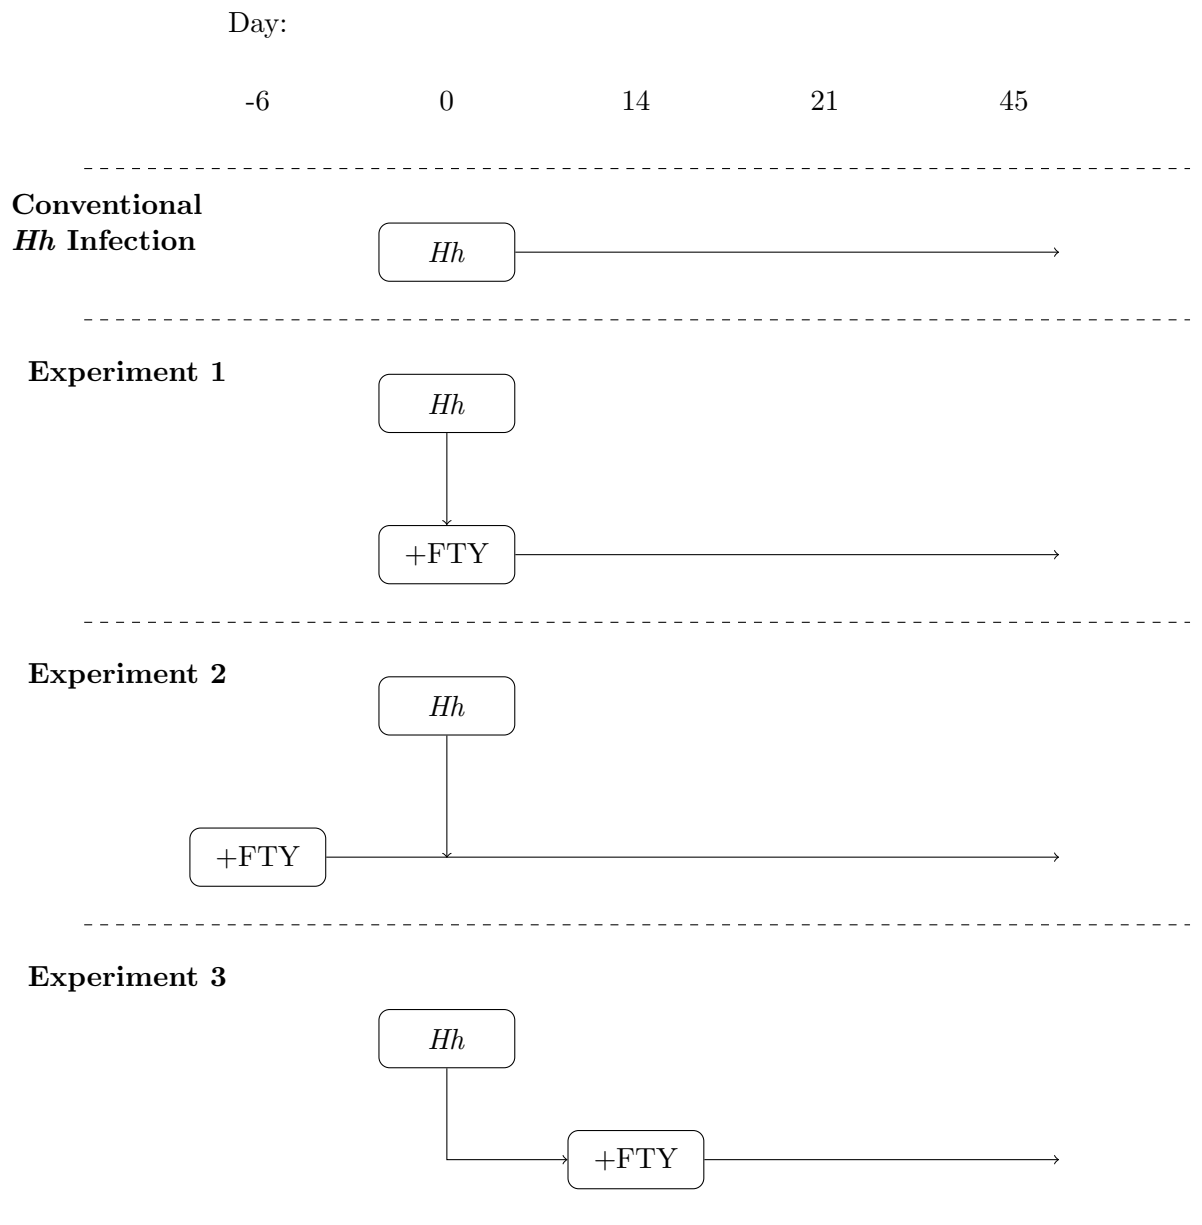 Day:
-6 0 14 21 45
Conventional
Hh Infection
Hh
Experiment 1
Hh
+FTY
Experiment 2
Hh
+FTY
Experiment 3
Hh
+FTY